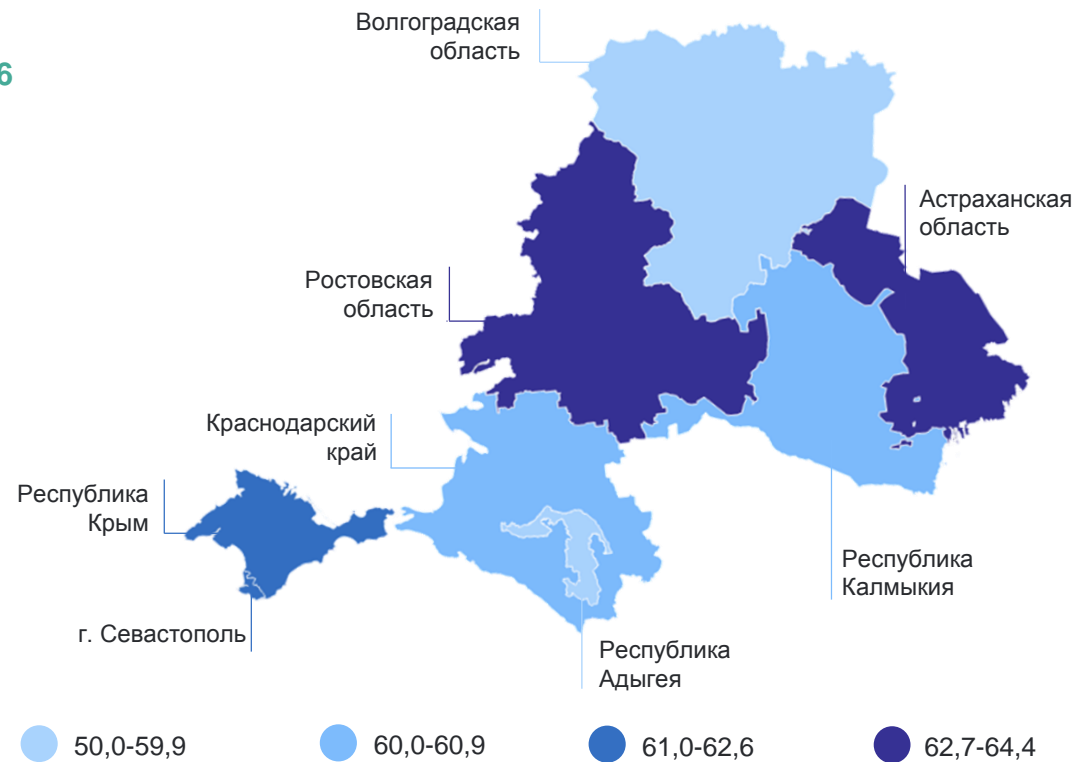 Волгоградская
область
6
Астраханская
область
Ростовская
область
Краснодарский
край
Республика
Крым
Республика
Калмыкия
г. Севастополь
Республика
Адыгея
50,0-59,9
60,0-60,9
61,0-62,6
62,7-64,4